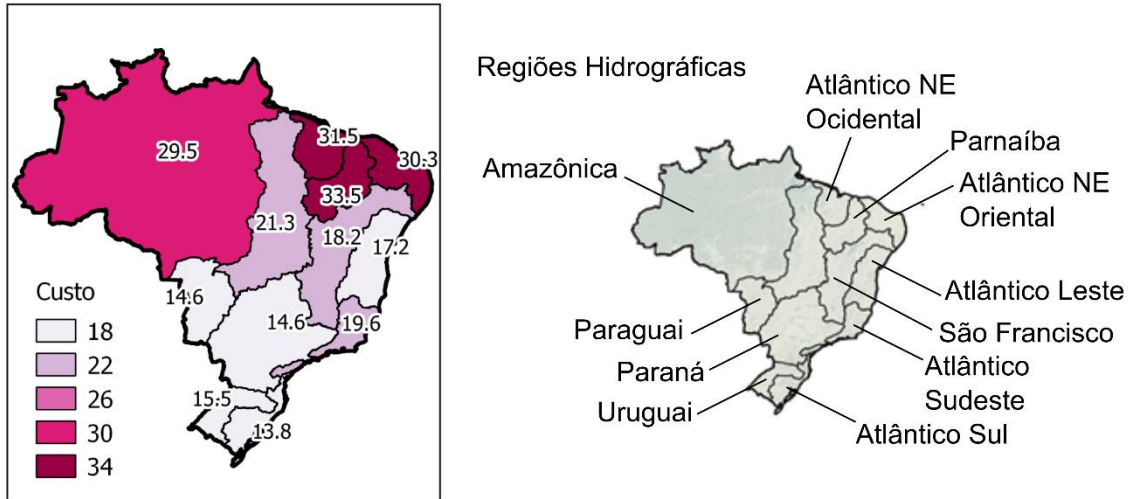 31.5
30.3
29.5
33.5
21.3
18.2
17.2
14.6
14.6
19.6
15.5
13.8
Custo
18
22
26
30
34
Regiões Hidrográficas
Atlântico NE
Ocidental
Parnaíba
Amazônica
Atlântico NE
Oriental
Atlântico Leste
Paraguai
São Francisco
Paraná
Atlântico
Sudeste
Uruguai
Atlântico Sul